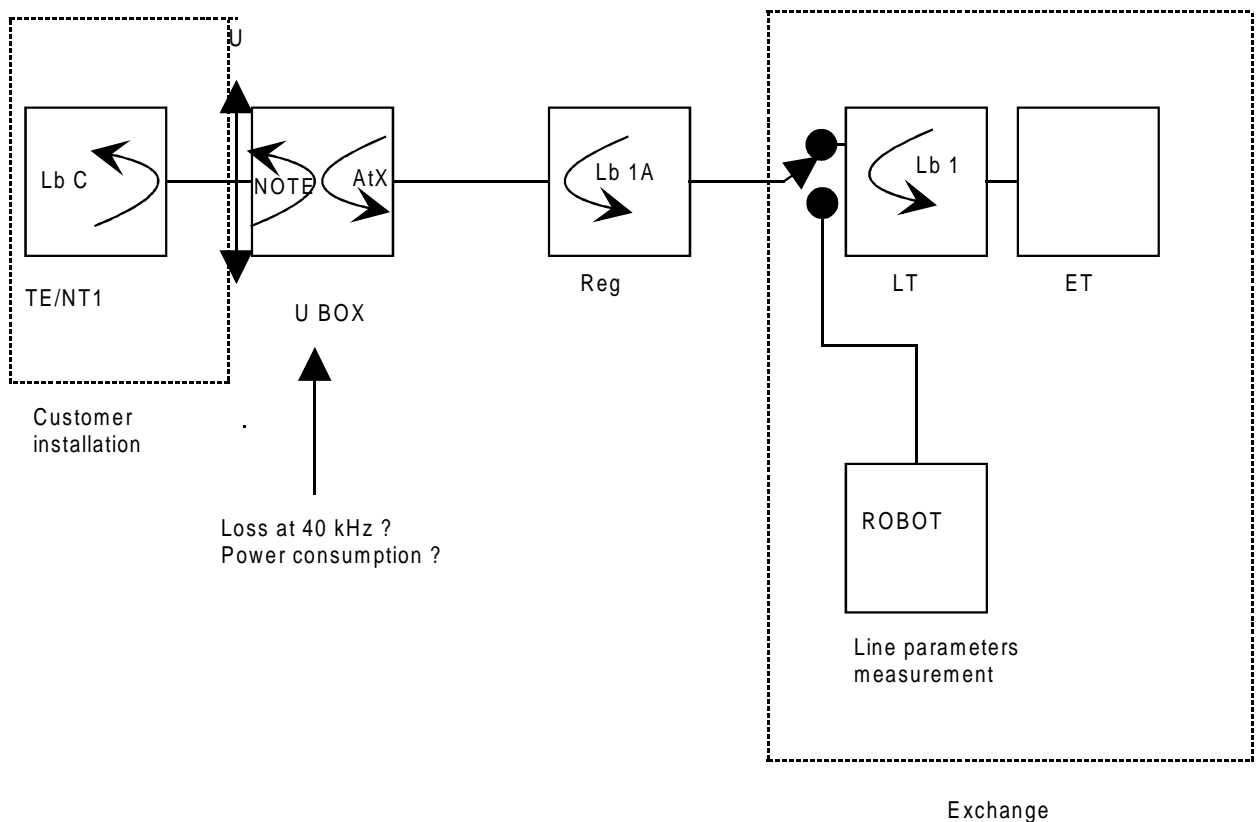 U
Lb C
NOTE
AtX
Lb 1A
Lb 1
TE/NT1
U BOX
Reg
LT
ET
Customer
installation
Loss at 40 kHz ?
Power consumption ?
ROBOT
Line parameters
measurement
Exchange